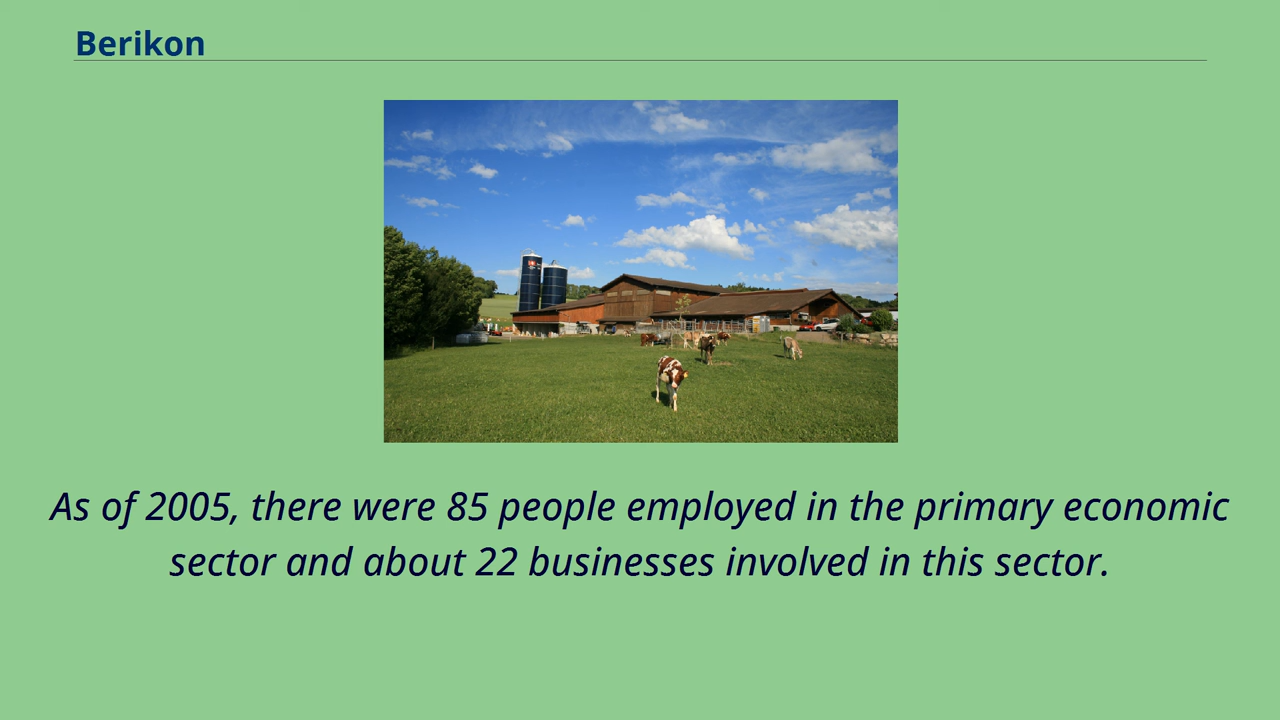 Berikon
As of 2005, there were 85 people employed in the primary economic
sector and about 22 businesses involved in this sector.